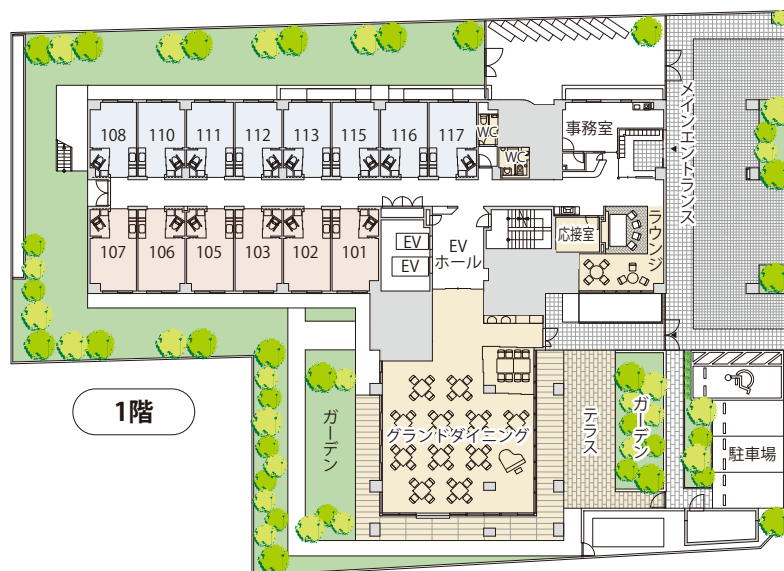 108
110
111
112
113
115
116
117
WC
WC
事務室
メインエントランス
107
106
105
103
102
101
EV
EV
EV
ホール
応接室
ラウンジ
1階
ガーデン
グランドダイニング
テラス
ガーデン
駐車場